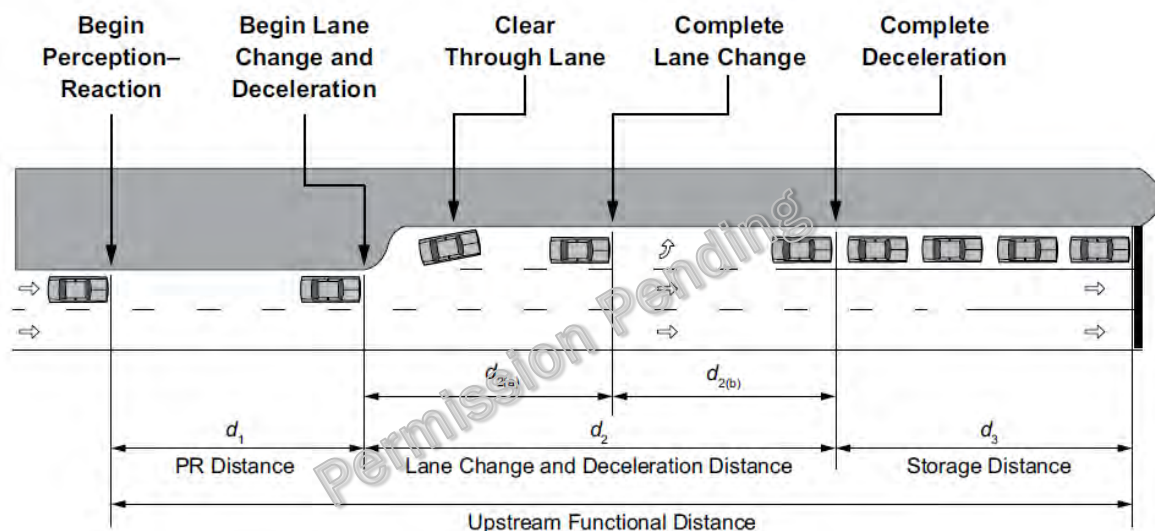 Begin
Perception–
Reaction
Begin Lane
Change and
Deceleration
Clear
Through Lane
Complete
Lane Change
Complete
Deceleration
Permission Pending
d2(a)
d2(b)
d1
d2
d3
PR Distance
Lane Change and Deceleration Distance
Storage Distance
Upstream Functional Distance